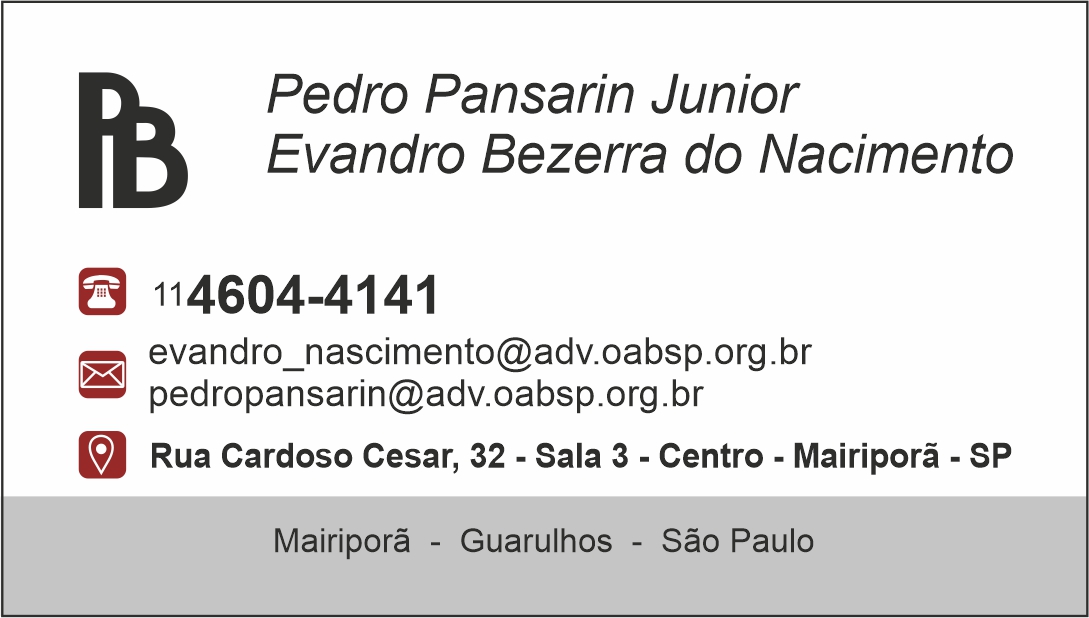 PB
Pedro Pansarin Junior
Evandro Bezerra do Nacimento
11 4604-4141
evandro_nascimento@adv.oabsp.org.br
pedropansarin@adv.oabsp.org.br
Rua Cardoso Cesar, 32 - Sala 3 - Centro - Mairiporã - SP
Mairiporã - Guarulhos - São Paulo